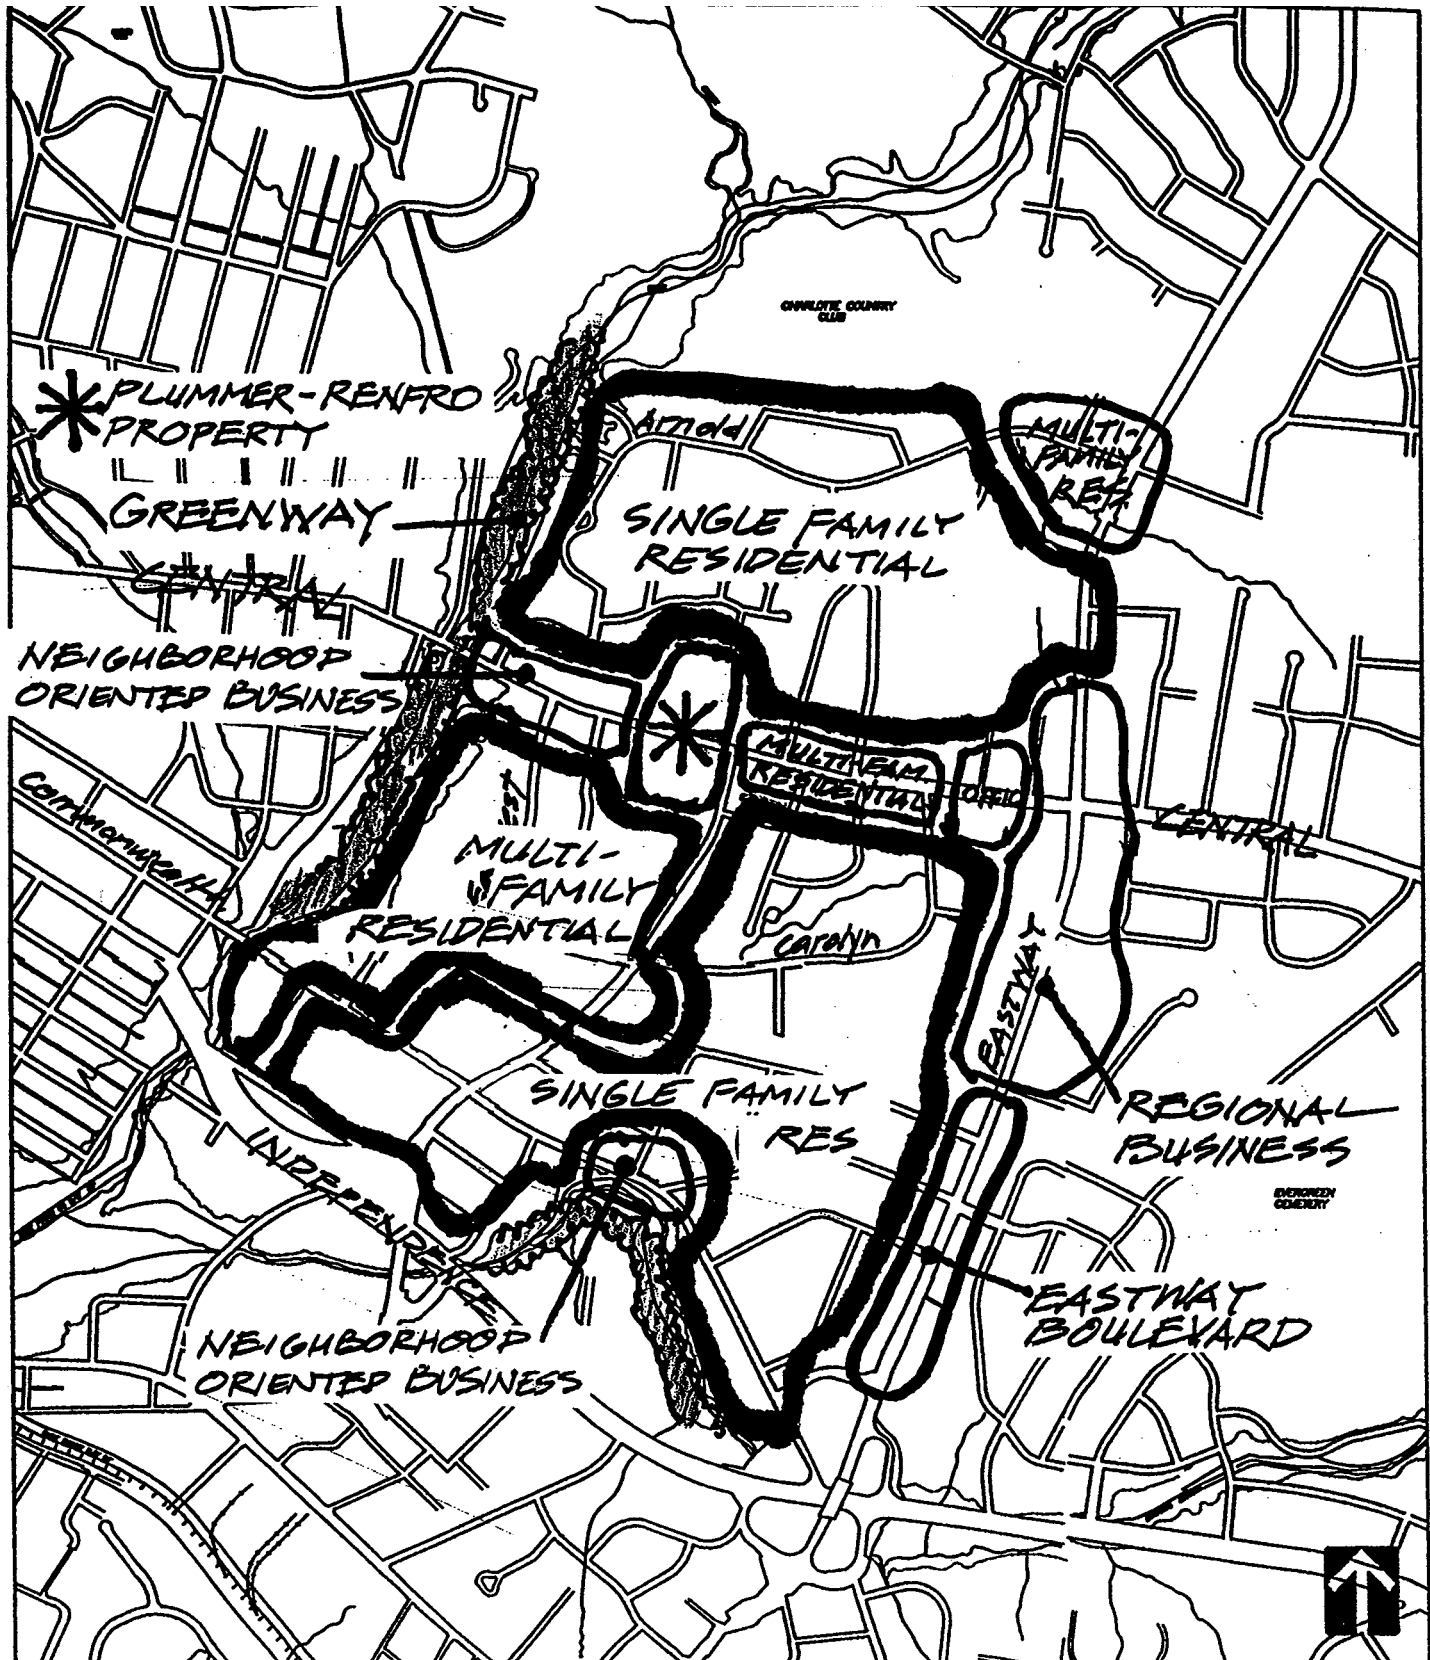 CHARLOTTE COUNTRY
CLUB
PLUMMER-RENFRO
PROPERTY
Arnold
MULTI-
FAMILY
RES.
GREENWAY
SINGLE FAMILY
RESIDENTIAL
CENTRAL
NEIGHBORHOOD
ORIENTED BUSINESS
MULTI-FAM.
RESIDENTIAL
OFFIC
Commonwealth
CENTRAL
MULTI-
FAMILY
RESIDENTIAL
Carolyn
EASTWAY
SINGLE FAMILY
RES
REGIONAL
BUSINESS
INDEPENDENCE
EVERGREEN
CEMETERY
EASTWAY
BOULEVARD
NEIGHBORHOOD
ORIENTED BUSINESS